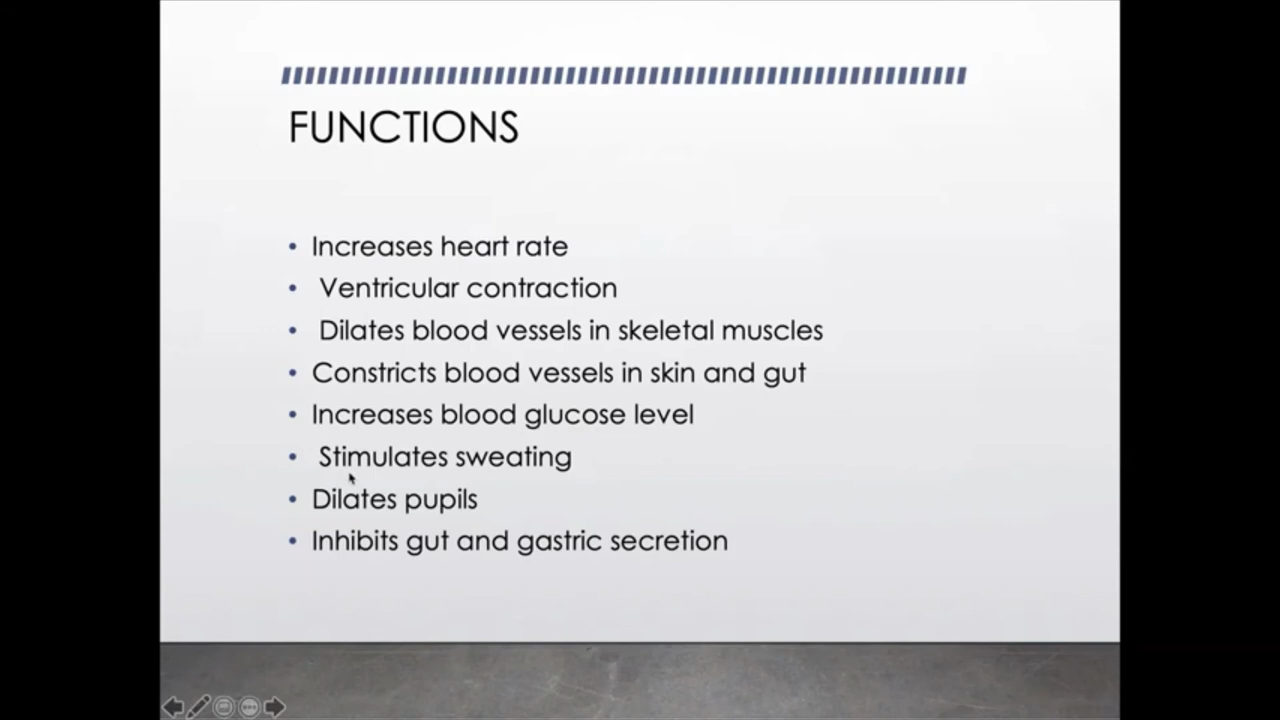 FUNCTIONS
• Increases heart rate
• Ventricular contraction
• Dilates blood vessels in skeletal muscles
• Constricts blood vessels in skin and gut
• Increases blood glucose level
• Stimulates sweating
• Dilates pupils
• Inhibits gut and gastric secretion